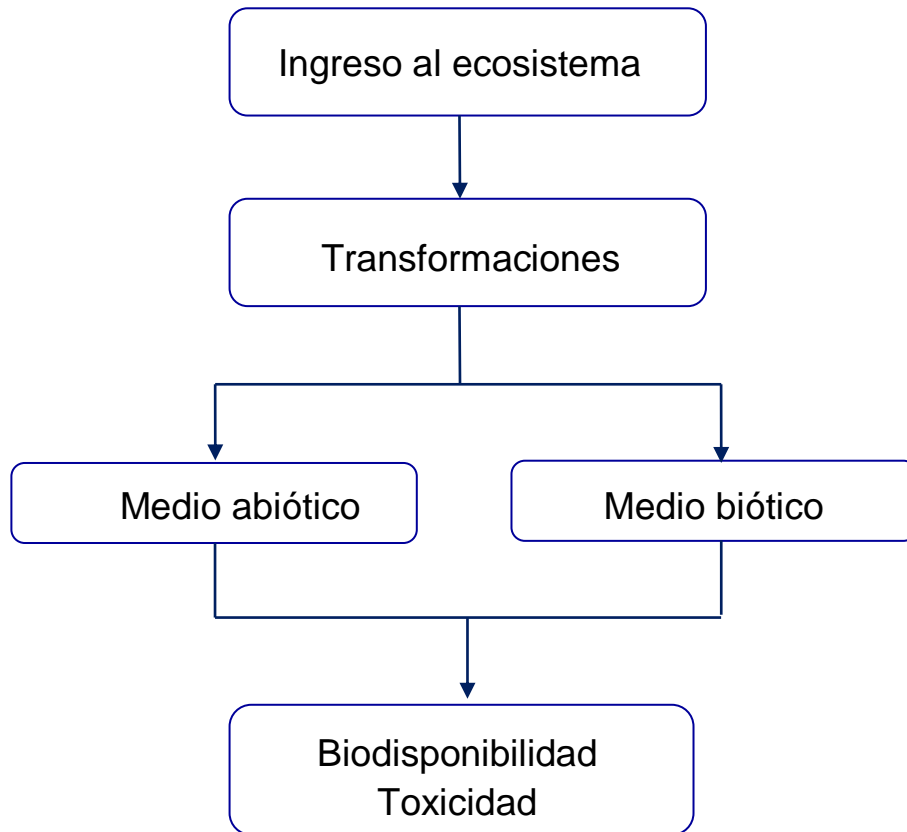 Ingreso al ecosistema
Transformaciones
Medio abiótico
Medio biótico
Biodisponibilidad
Toxicidad